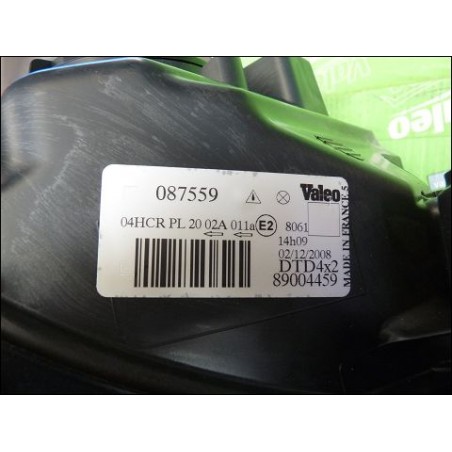 Valeo
087559
Valeo
04HCR PL 20 02A 011a E2 8061
14h09
02/12/2008
DTD4x2
89004459
MADE IN FRANCE 5